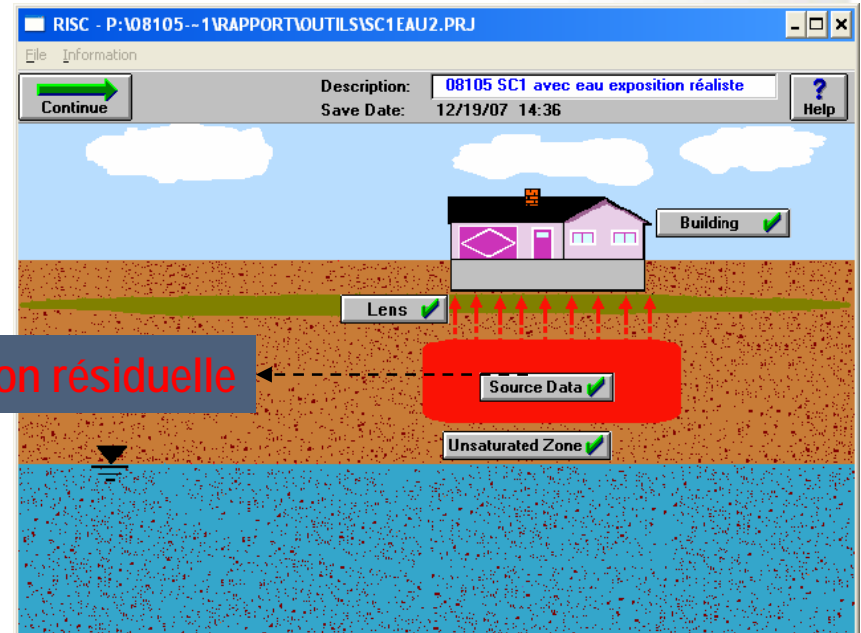 RISC - P:\08105-~1\RAPPORT\OUTILS\SC1EAU2.PRJ
File Information
Continue
Description: 08105 SC1 avec eau exposition réaliste
Save Date: 12/19/07 14:36
? Help
Building
Lens
on résiduelle
Source Data
Unsaturated Zone